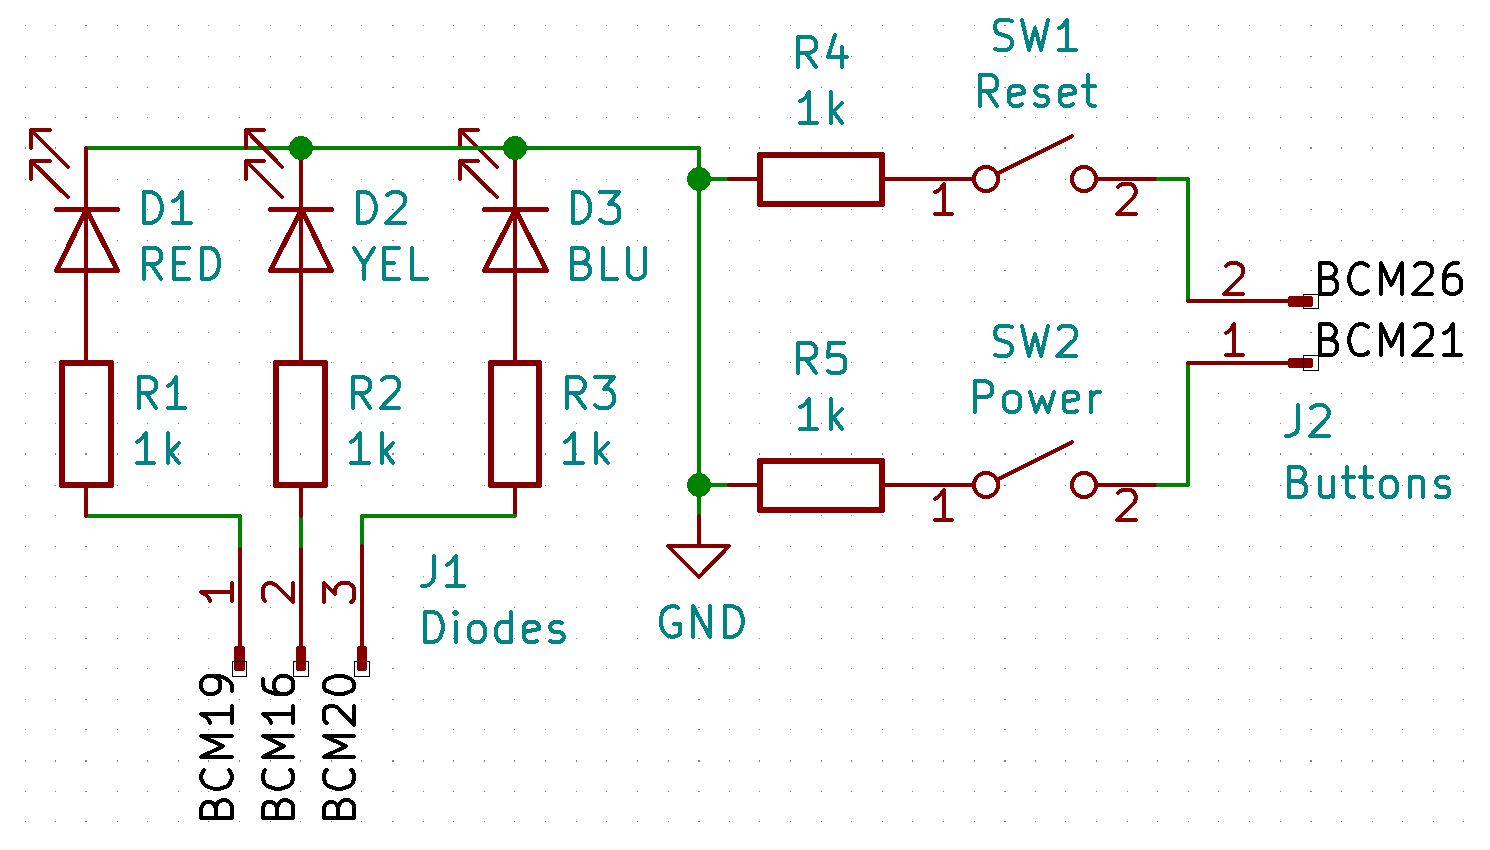 R4
1k
SW1
Reset
1
2
D1
RED
D2
YEL
D3
BLU
2
BCM26
1
BCM21
R1
1k
R2
1k
R3
1k
R5
1k
SW2
Power
1
2
J2
Buttons
1
2
3
J1
Diodes
GND
BCM19
BCM16
BCM20